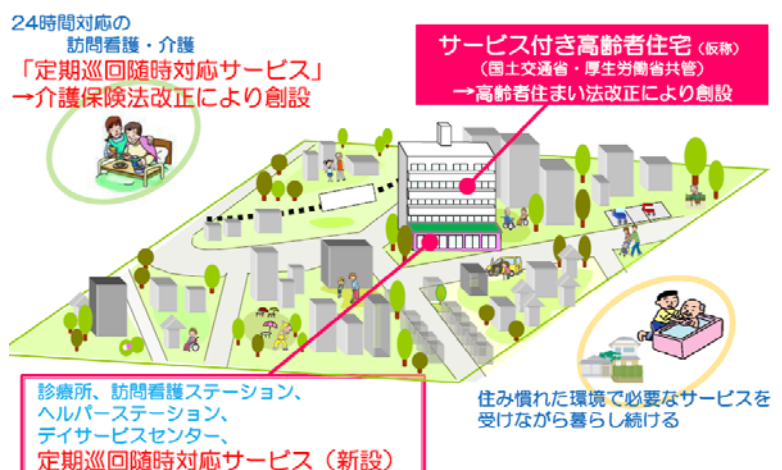 24時間対応の
訪問看護・介護
「定期巡回随時対応サービス」
→介護保険法改正により創設
サービス付き高齢者住宅(仮称)
(国土交通省・厚生労働省共管)
→高齢者住まい法改正により創設
診療所、訪問看護ステーション、
ヘルパーステーション、
デイサービスセンター、
定期巡回随時対応サービス(新設)
住み慣れた環境で必要なサービスを
受けながら暮らし続ける